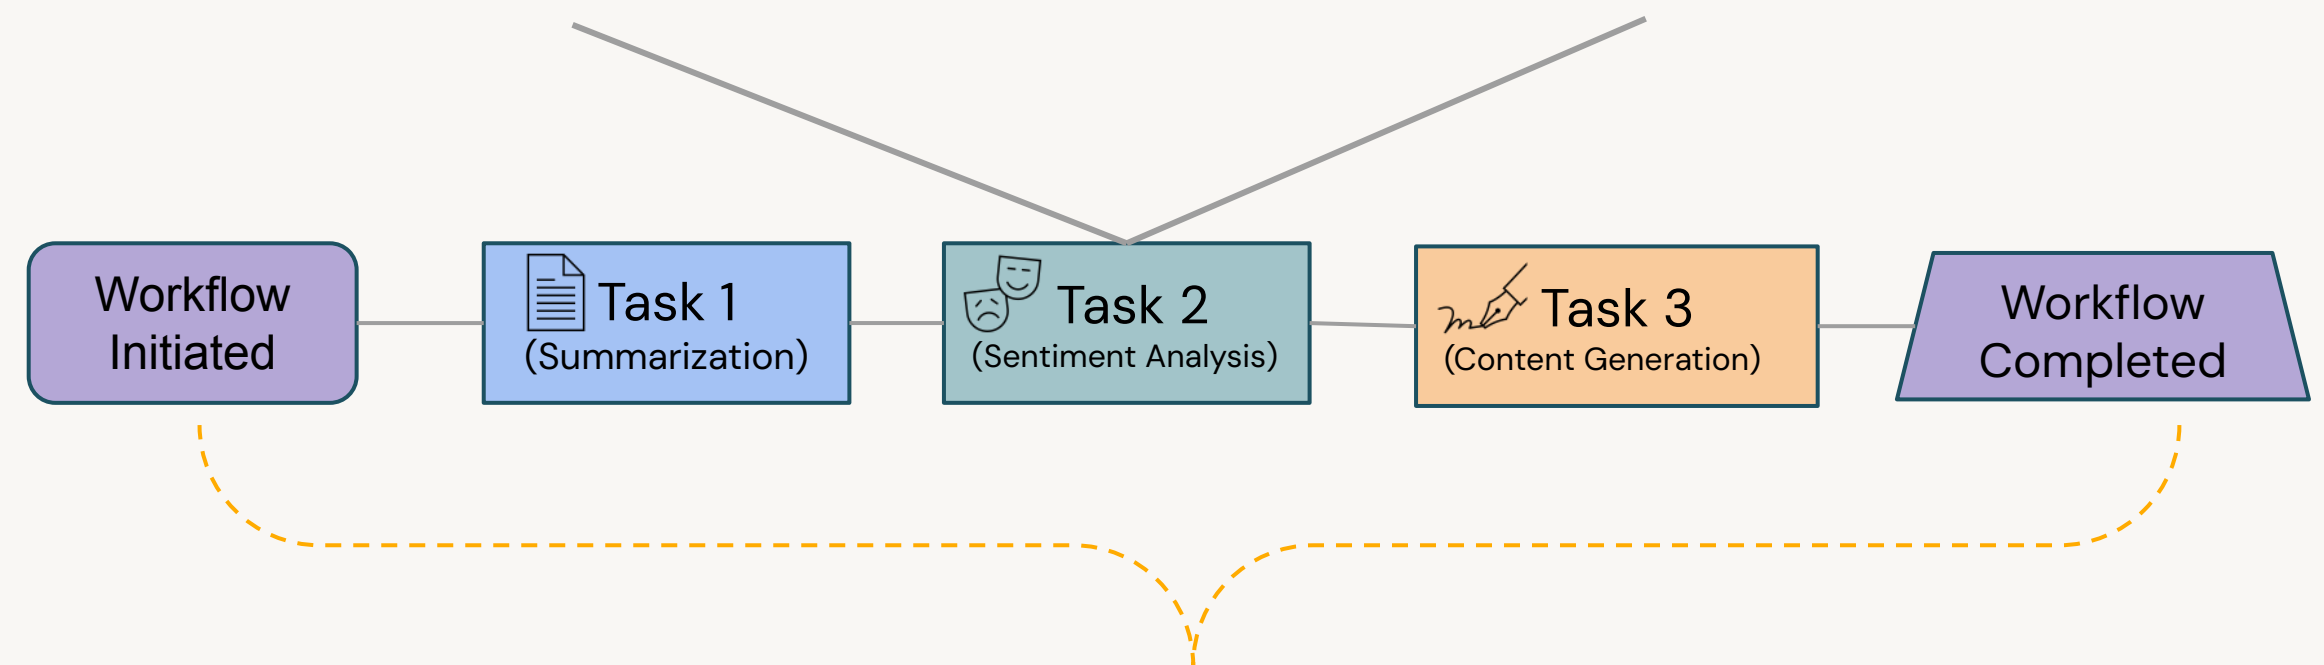 Workflow
Initiated
Task 1
(Summarization)
Task 2
(Sentiment Analysis)
Task 3
(Content Generation)
Workflow
Completed